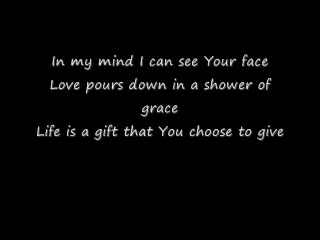 In my mind I can see Your face
Love pours down in a shower of
grace
Life is a gift that You choose to give